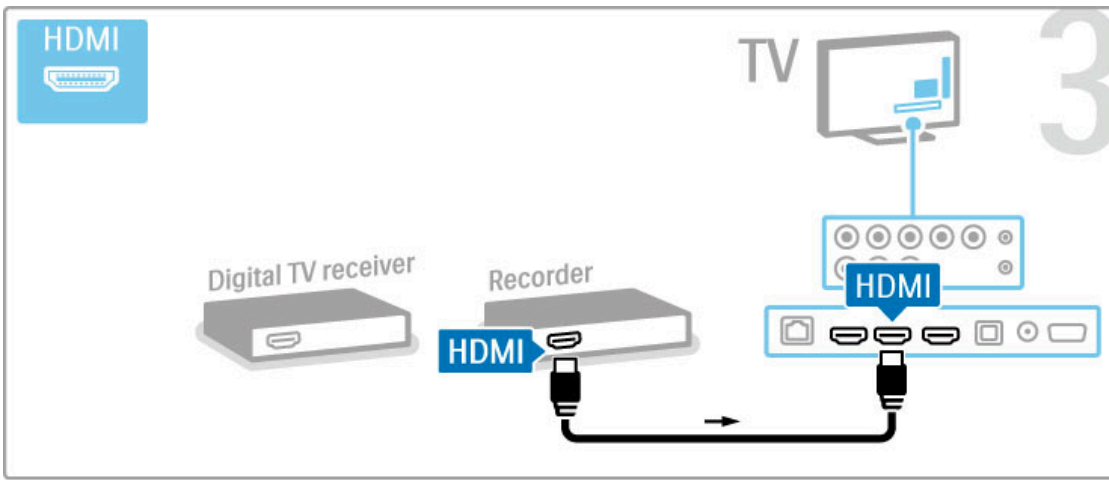 HDMI
TV
3
Digital TV receiver
Recorder
HDMI
HDMI